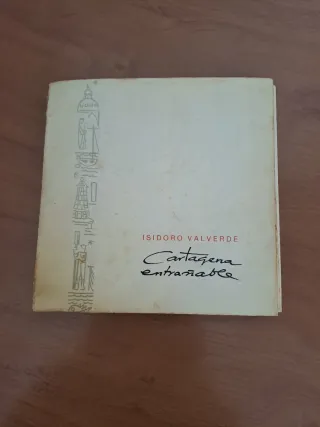 ISIDORO VALVERDE
Cartagena
entrañable